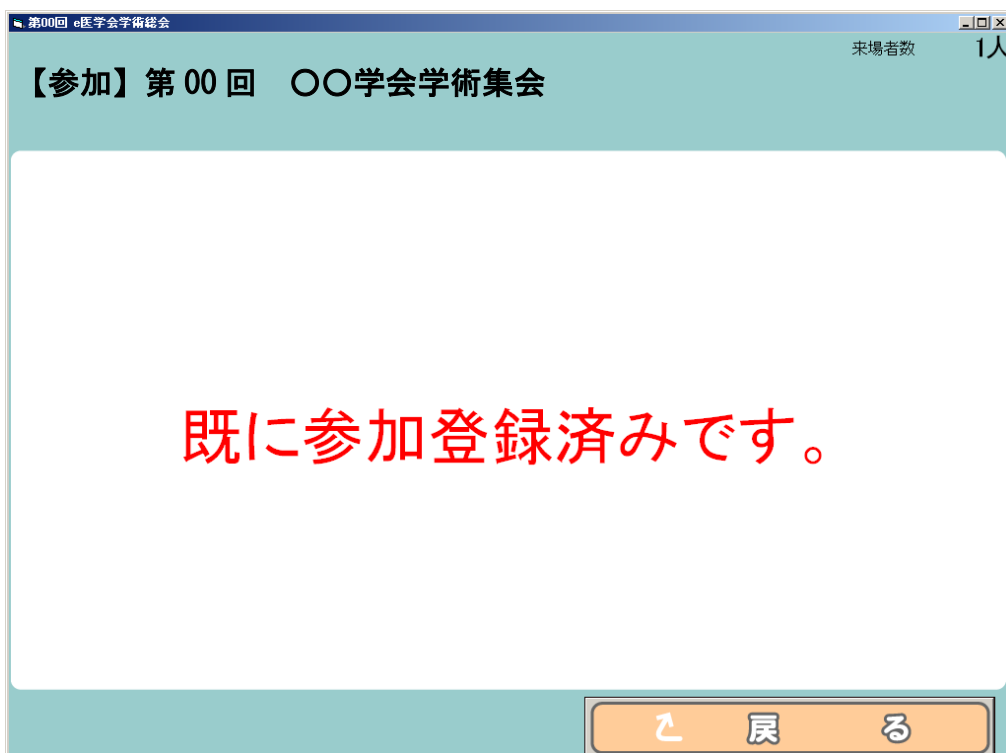 第00回 e医学会学術総会
来場者数 1人
【参加】第 00 回 〇〇学会学術集会
既に参加登録済みです。
戻 る